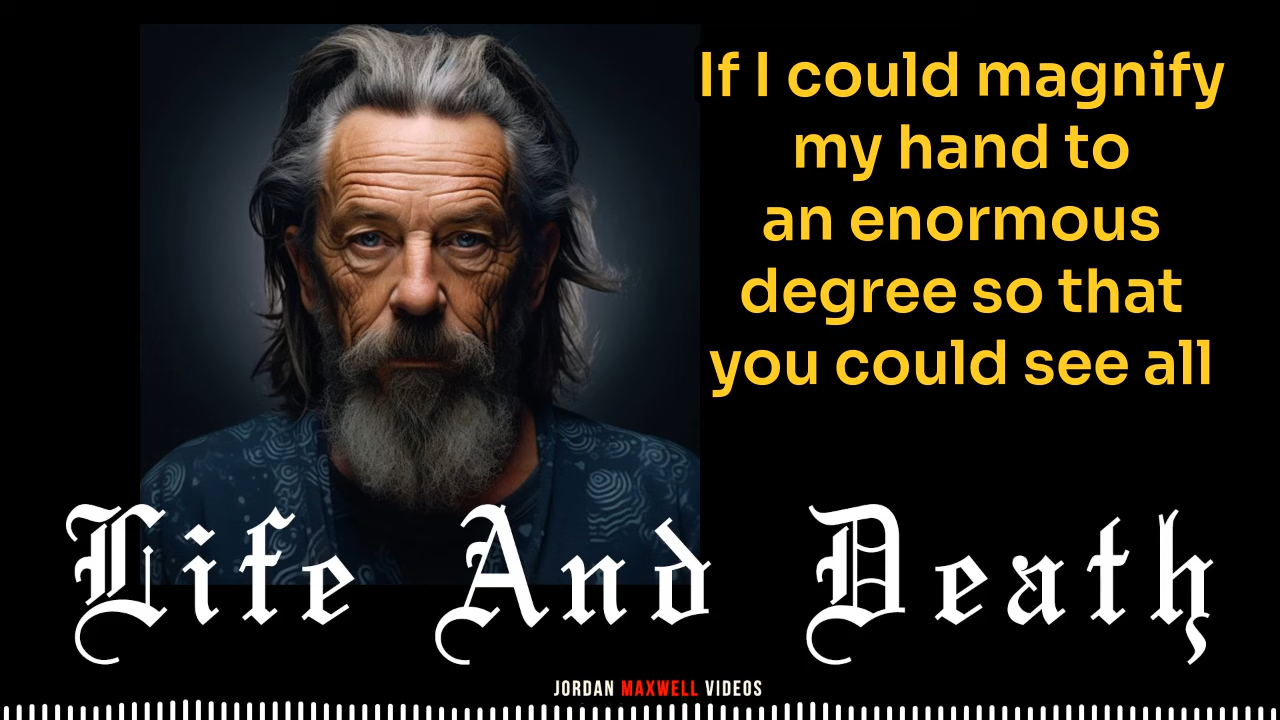 If I could magnify
my hand to
an enormous
degree so that
you could see all
Life And Death
JORDAN MAXWELL VIDEOS